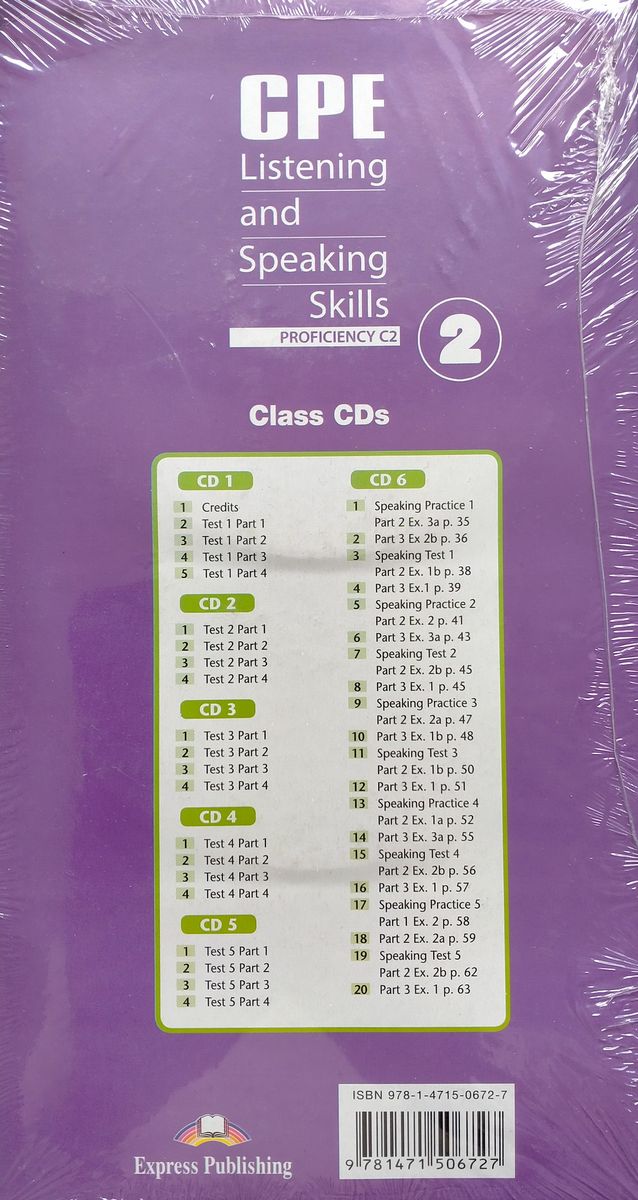 CPE
Listening
and
Speaking
Skills
PROFICIENCY C2
2
Class CDs
CD 1
1 Credits
2 Test 1 Part 1
3 Test 1 Part 2
4 Test 1 Part 3
5 Test 1 Part 4
CD 2
1 Test 2 Part 1
2 Test 2 Part 2
3 Test 2 Part 3
4 Test 2 Part 4
CD 3
1 Test 3 Part 1
2 Test 3 Part 2
3 Test 3 Part 3
4 Test 3 Part 4
CD 4
1 Test 4 Part 1
2 Test 4 Part 2
3 Test 4 Part 3
4 Test 4 Part 4
CD 5
1 Test 5 Part 1
2 Test 5 Part 2
3 Test 5 Part 3
4 Test 5 Part 4
CD 6
1 Speaking Practice 1
Part 2 Ex. 3a p. 35
2 Part 3 Ex 2b p. 36
3 Speaking Test 1
Part 2 Ex. 1b p. 38
4 Part 3 Ex.1 p. 39
5 Speaking Practice 2
Part 2 Ex. 2 p. 41
6 Part 3 Ex. 3a p. 43
7 Speaking Test 2
Part 2 Ex. 2b p. 45
8 Part 3 Ex. 1 p. 45
9 Speaking Practice 3
Part 2 Ex. 2a p. 47
10 Part 3 Ex. 1b p. 48
11 Speaking Test 3
Part 2 Ex. 1b p. 50
12 Part 3 Ex. 1 p. 51
13 Speaking Practice 4
Part 2 Ex. 1a p. 52
14 Part 3 Ex. 3a p. 55
15 Speaking Test 4
Part 2 Ex. 2b p. 56
16 Part 3 Ex. 1 p. 57
17 Speaking Practice 5
Part 1 Ex. 2 p. 58
18 Part 2 Ex. 2a p. 59
19 Speaking Test 5
Part 2 Ex. 2b p. 62
20 Part 3 Ex. 1 p. 63
ISBN 978-1-4715-0672-7
9 781471 506727
Express Publishing